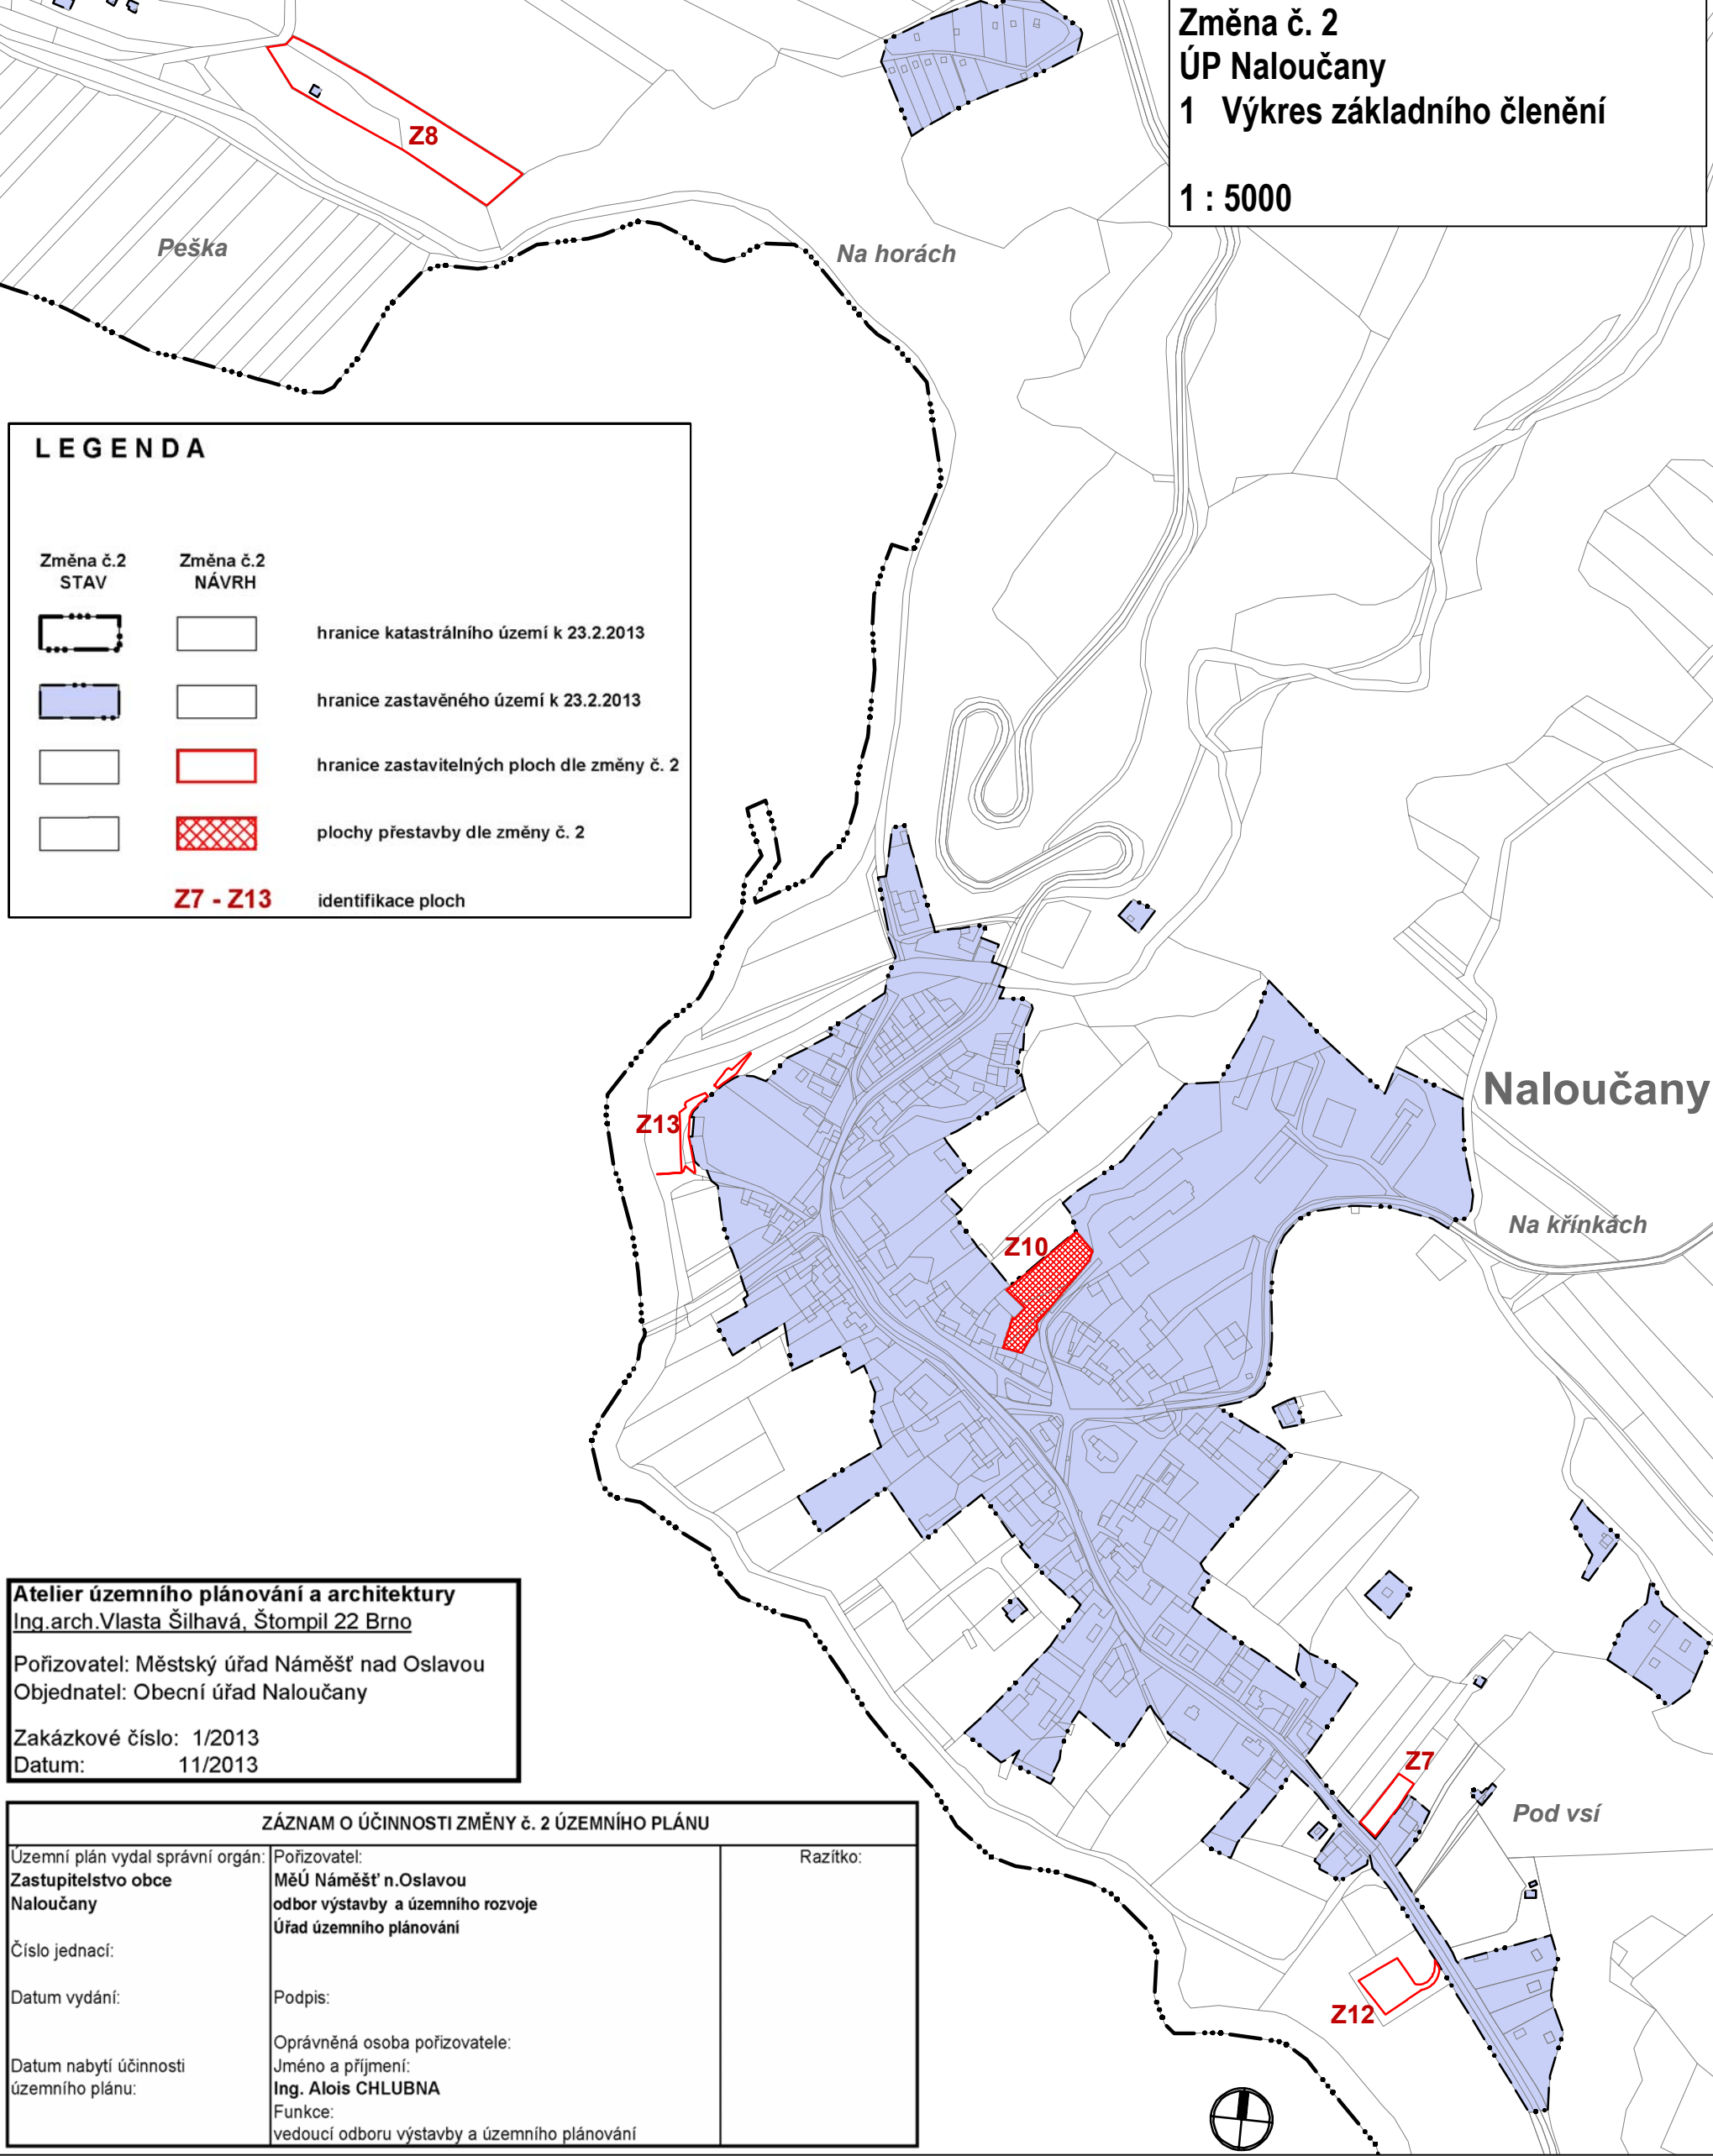 Změna č. 2
ÚP Naloučany
1 Výkres základního členění
1 : 5000
Z8
Peška
Na horách
L E G E N D A
Změna č.2 Změna č.2
STAV NÁVRH
hranice katastrálního území k 23.2.2013
hranice zastavěného území k 23.2.2013
hranice zastavitelných ploch dle změny č. 2
plochy přestavby dle změny č. 2
Z7 - Z13 identifikace ploch
Naloučany
Z13
Na křínkách
Z10
Atelier územního plánování a architektury
Ing.arch.Vlasta Šilhavá, Štompil 22 Brno
Pořizovatel: Městský úřad Náměšť nad Oslavou
Objednatel: Obecní úřad Naloučany
Zakázkové číslo: 1/2013
Datum: 11/2013
Z7
Pod vsí
Z12
ZÁZNAM O ÚČINNOSTI ZMĚNY č. 2 ÚZEMNÍHO PLÁNU
Územní plán vydal správní orgán:
Zastupitelstvo obce
Naloučany
Číslo jednací:
Datum vydání:
Datum nabytí účinnosti
územního plánu:
Pořizovatel:
MěÚ Náměšť n.Oslavou
odbor výstavby a územního rozvoje
Úřad územního plánování
Podpis:
Oprávněná osoba pořizovatele:
Jméno a příjmení:
Ing. Alois CHLUBNA
Funkce:
vedoucí odboru výstavby a územního plánování
Razítko: